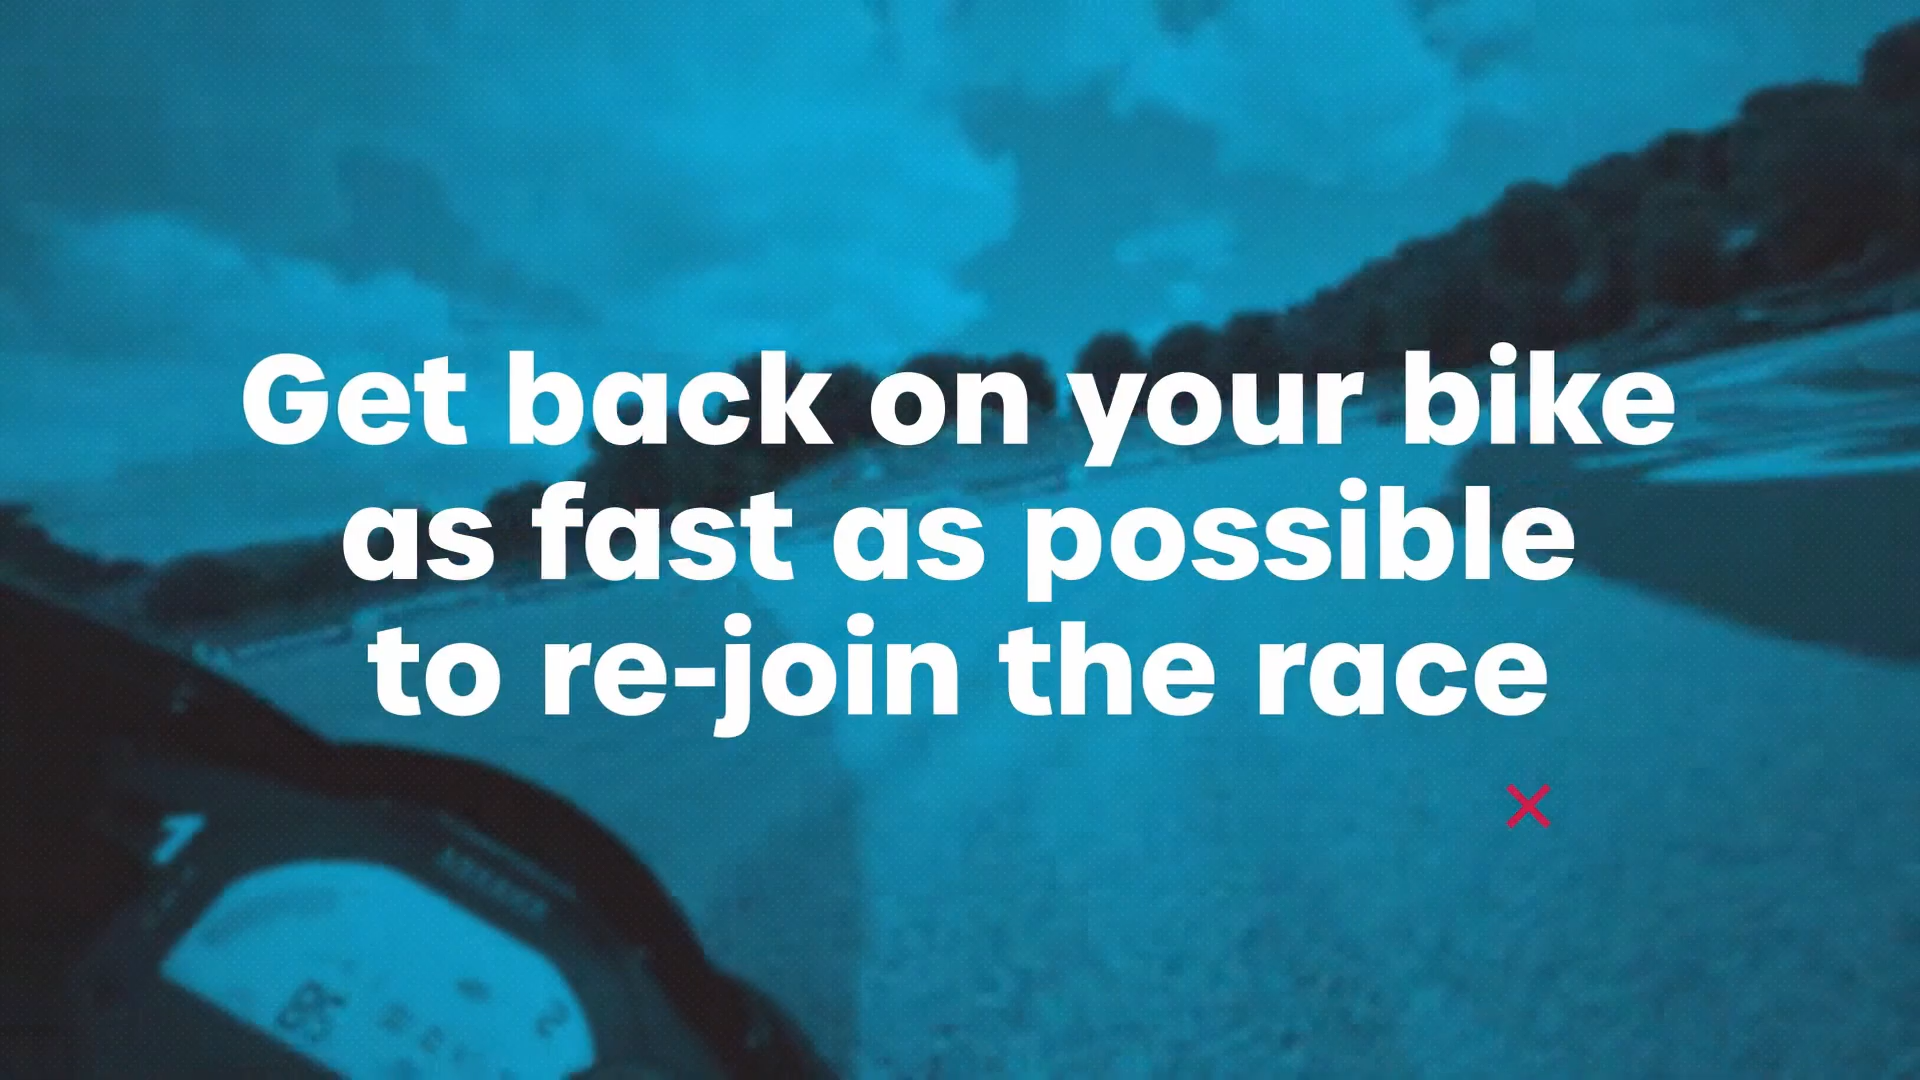 Get back on your bike
as fast as possible
to re-join the race